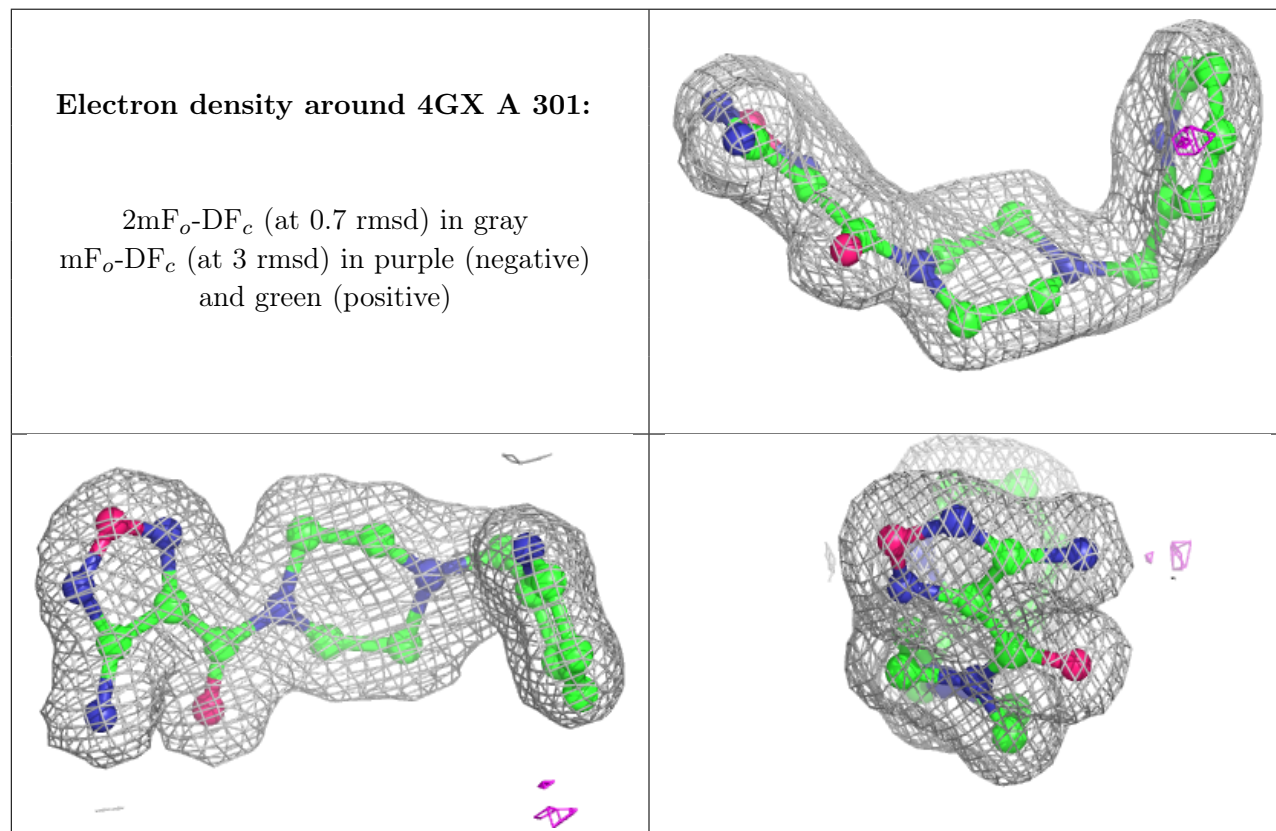 Electron density around 4GX A 301:
2mFo-DFc (at 0.7 rmsd) in gray
mFo-DFc (at 3 rmsd) in purple (negative)
and green (positive)